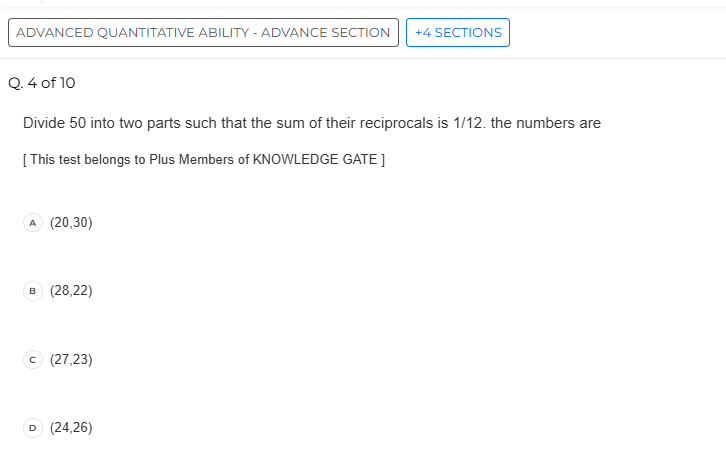 ADVANCED QUANTITATIVE ABILITY - ADVANCE SECTION
+4 SECTIONS
Q. 4 of 10
Divide 50 into two parts such that the sum of their reciprocals is 1/12. the numbers are
[ This test belongs to Plus Members of KNOWLEDGE GATE ]
A (20,30)
B (28,22)
C (27,23)
D (24,26)